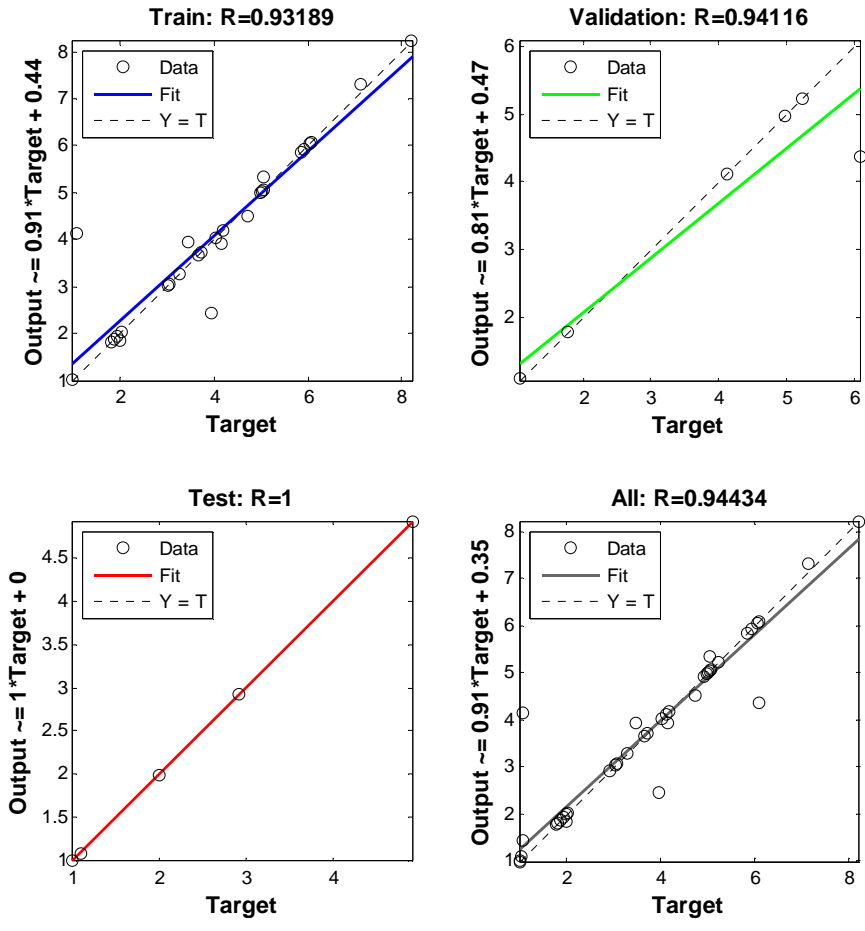 Train: R=0.93189
Output ~= 0.91*Target + 0.44
8
7
6
5
4
3
2
1
Data
Fit
Y = T
2
4
6
8
Target
Validation: R=0.94116
Output ~= 0.81*Target + 0.47
6
5
4
3
2
Data
Fit
Y = T
2
3
4
5
6
Target
Test: R=1
Output ~= 1*Target + 0
4.5
4
3.5
3
2.5
2
1.5
1
Data
Fit
Y = T
1
2
3
4
Target
All: R=0.94434
Output ~= 0.91*Target + 0.35
8
7
6
5
4
3
2
1
Data
Fit
Y = T
2
4
6
8
Target